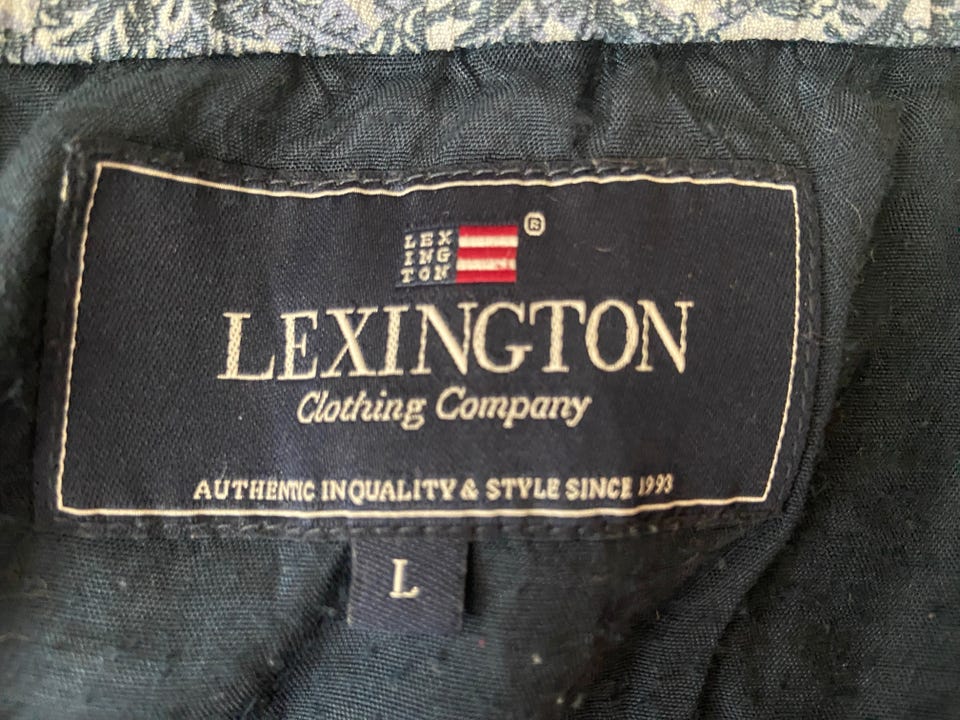 LEX
ING
TON
®
LEXINGTON
Clothing Company
AUTHENTIC IN QUALITY & STYLE SINCE 1993
L